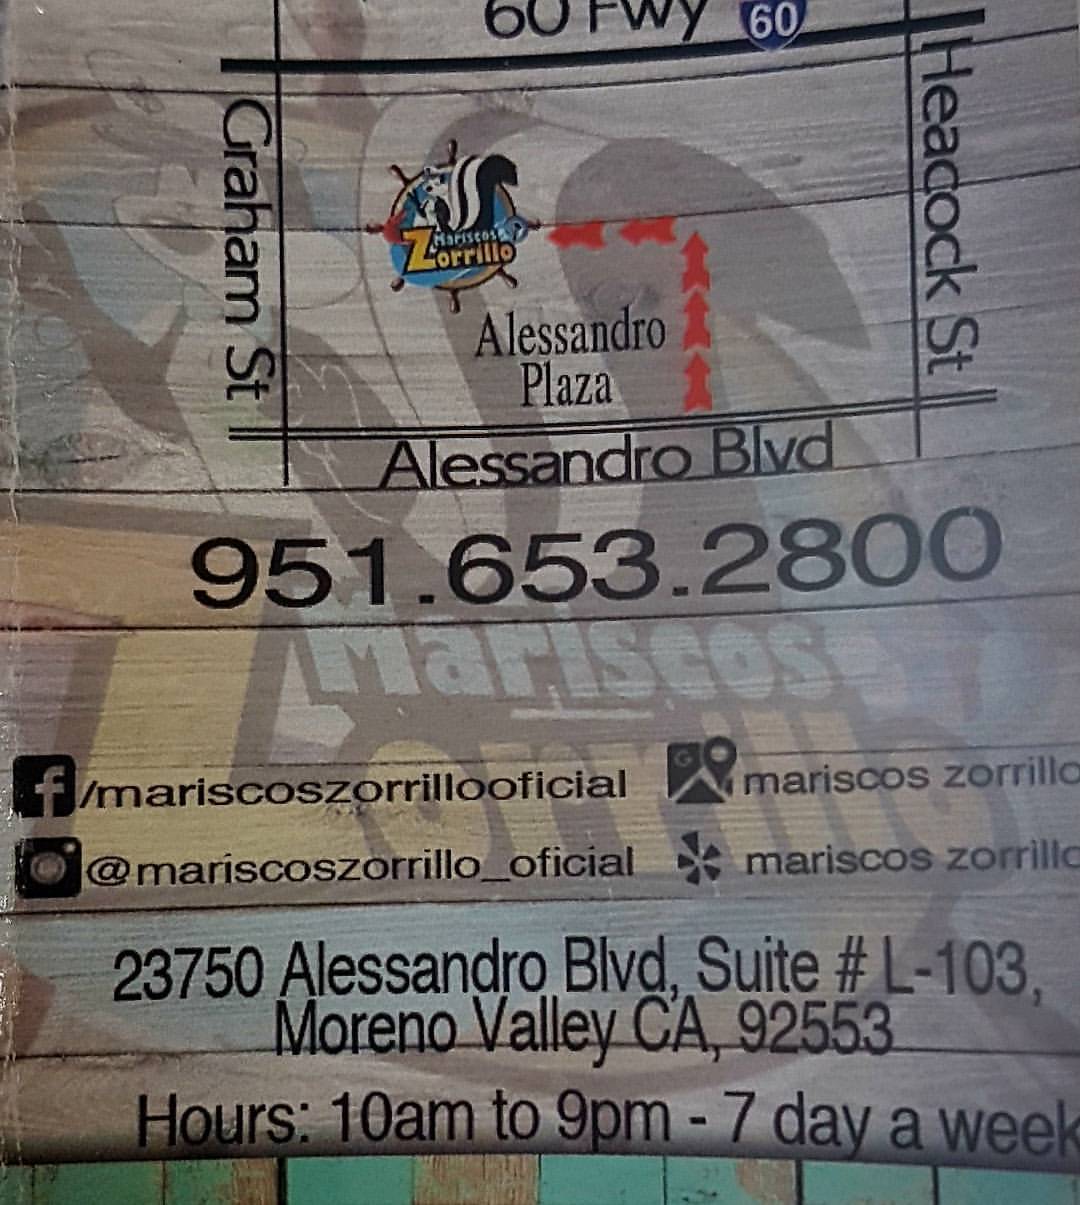 60 Fwy 60
Graham St
Heacock St
Mariscos
Zorrillo
Alessandro
Plaza
Alessandro Blvd
951.653.2800
Mariscos
Zorrillo
/mariscoszorrillooficial
mariscos zorrillo
@mariscoszorrillo_oficial
mariscos zorrillo
23750 Alessandro Blvd, Suite # L-103,
Moreno Valley CA, 92553
Hours: 10am to 9pm - 7 day a week